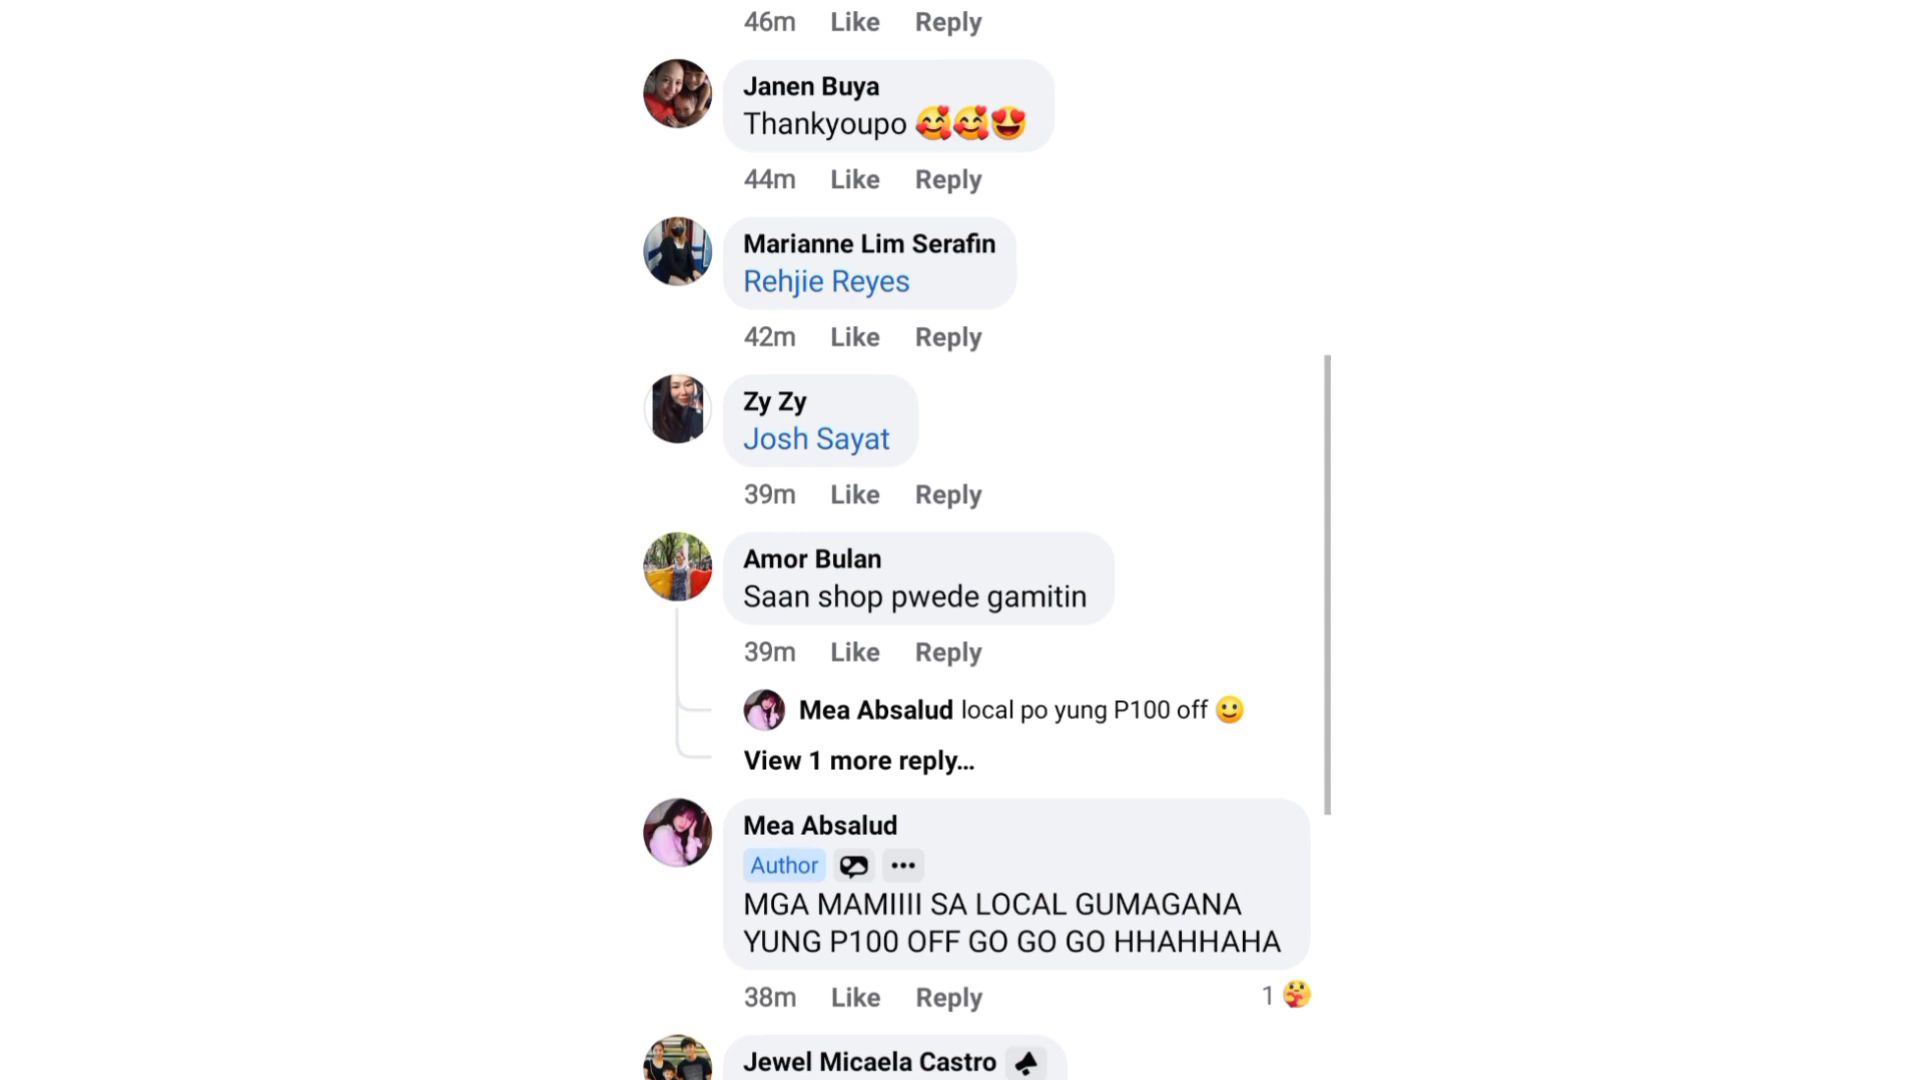 46m Like Reply
Janen Buya
Thankyoupo 🥰🥰😍
44m Like Reply
Marianne Lim Serafin
Rehjie Reyes
42m Like Reply
Zy Zy
Josh Sayat
39m Like Reply
Amor Bulan
Saan shop pwede gamitin
39m Like Reply
Mea Absalud local po yung P100 off 🙂
View 1 more reply...
Mea Absalud
Author
MGA MAMIIII SA LOCAL GUMAGANA
YUNG P100 OFF GO GO GO HHAHHAHA
38m Like Reply 1
Jewel Micaela Castro